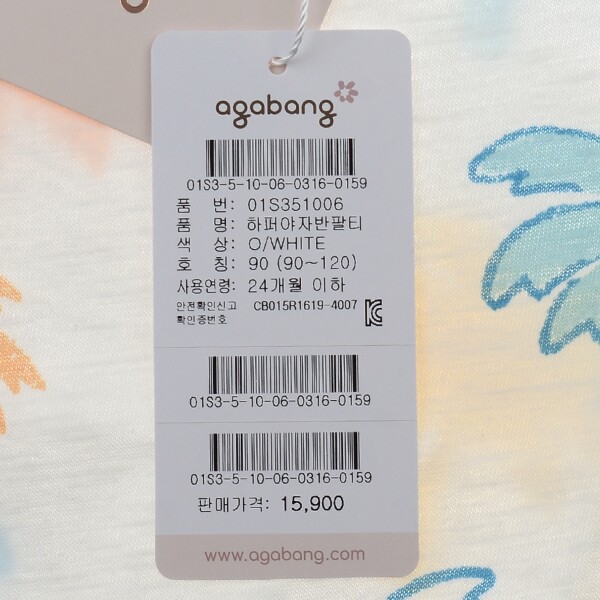 agabang
01S3-5-10-06-0316-0159
품 번: 01S351006
품 명: 하퍼야자반팔티
색 상: O/WHITE
호 칭: 90 (90~120)
사용연령: 24개월 이하
안전확인신고 CB015R1619-4007
확인증번호
01S3-5-10-06-0316-0159
01S3-5-10-06-0316-0159
판매가격: 15,900
www.agabang.com